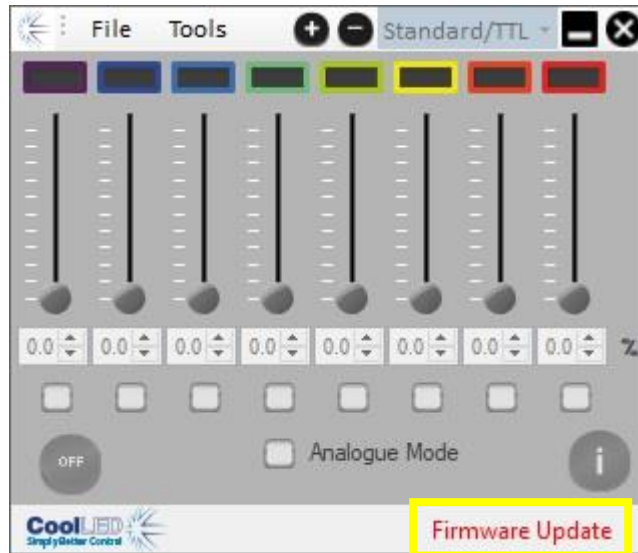 File Tools Standard/TTL
0.0 0.0 0.0 0.0 0.0 0.0 0.0 0.0 %
OFF Analogue Mode i
CoolLED
Simply Better Control
Firmware Update